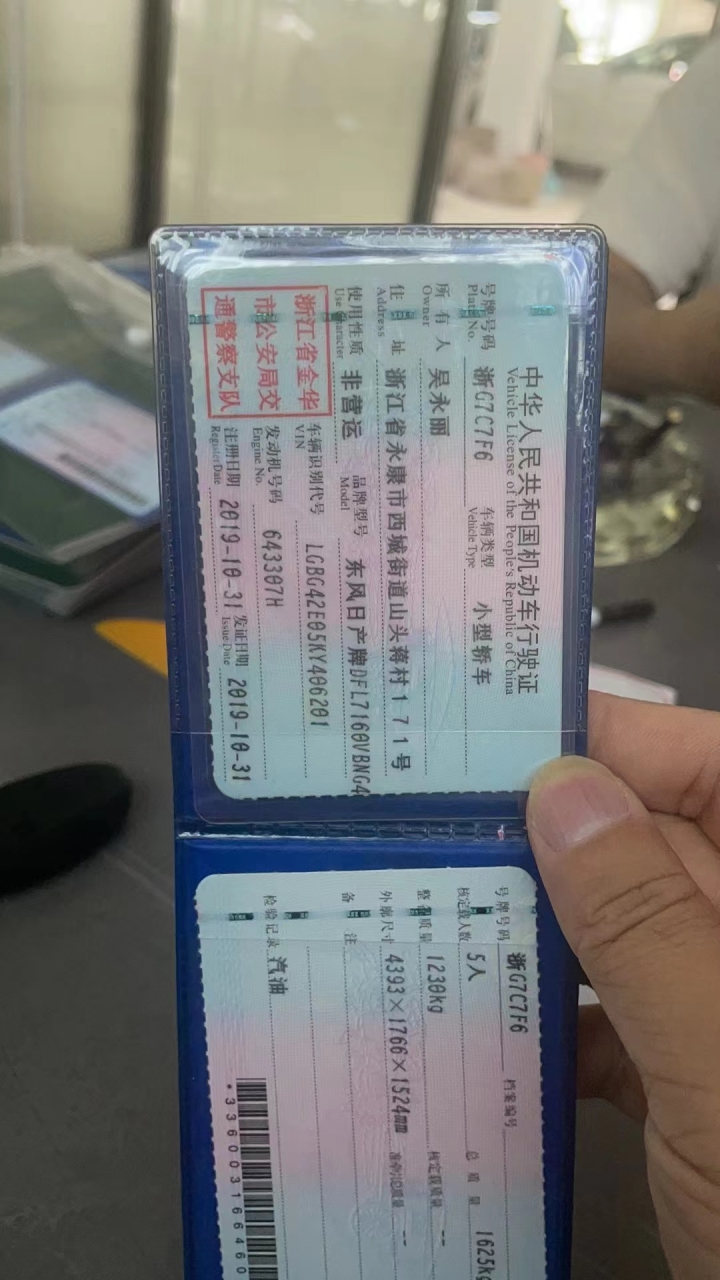 中华人民共和国机动车行驶证
Vehicle License of the People's Republic of China
号牌号码 浙G7C7F6 车辆类型 小型轿车
Plate No. Vehicle Type
所有人 吴永丽
Owner
住址 浙江省永康市西城街道山头蒋村171号
Address
使用性质 非营运 品牌型号 东风日产牌DFL7160VBNG4
Use Character Model
浙江省金华
市公安局交
通警察支队
车辆识别代号 LGBG42E05KY406201
VIN
发动机号码 643307H
Engine No.
注册日期 2019-10-31 发证日期 2019-10-31
Register Date Issue Date
号牌号码 浙G7C7F6 档案编号
核定载人数 5人 总质量 1625kg
整备质量 1230kg 核定载质量 --
外廓尺寸 4393×1766×1524mm 准牵引总质量 --
备注
检验记录 汽油
*336003166460